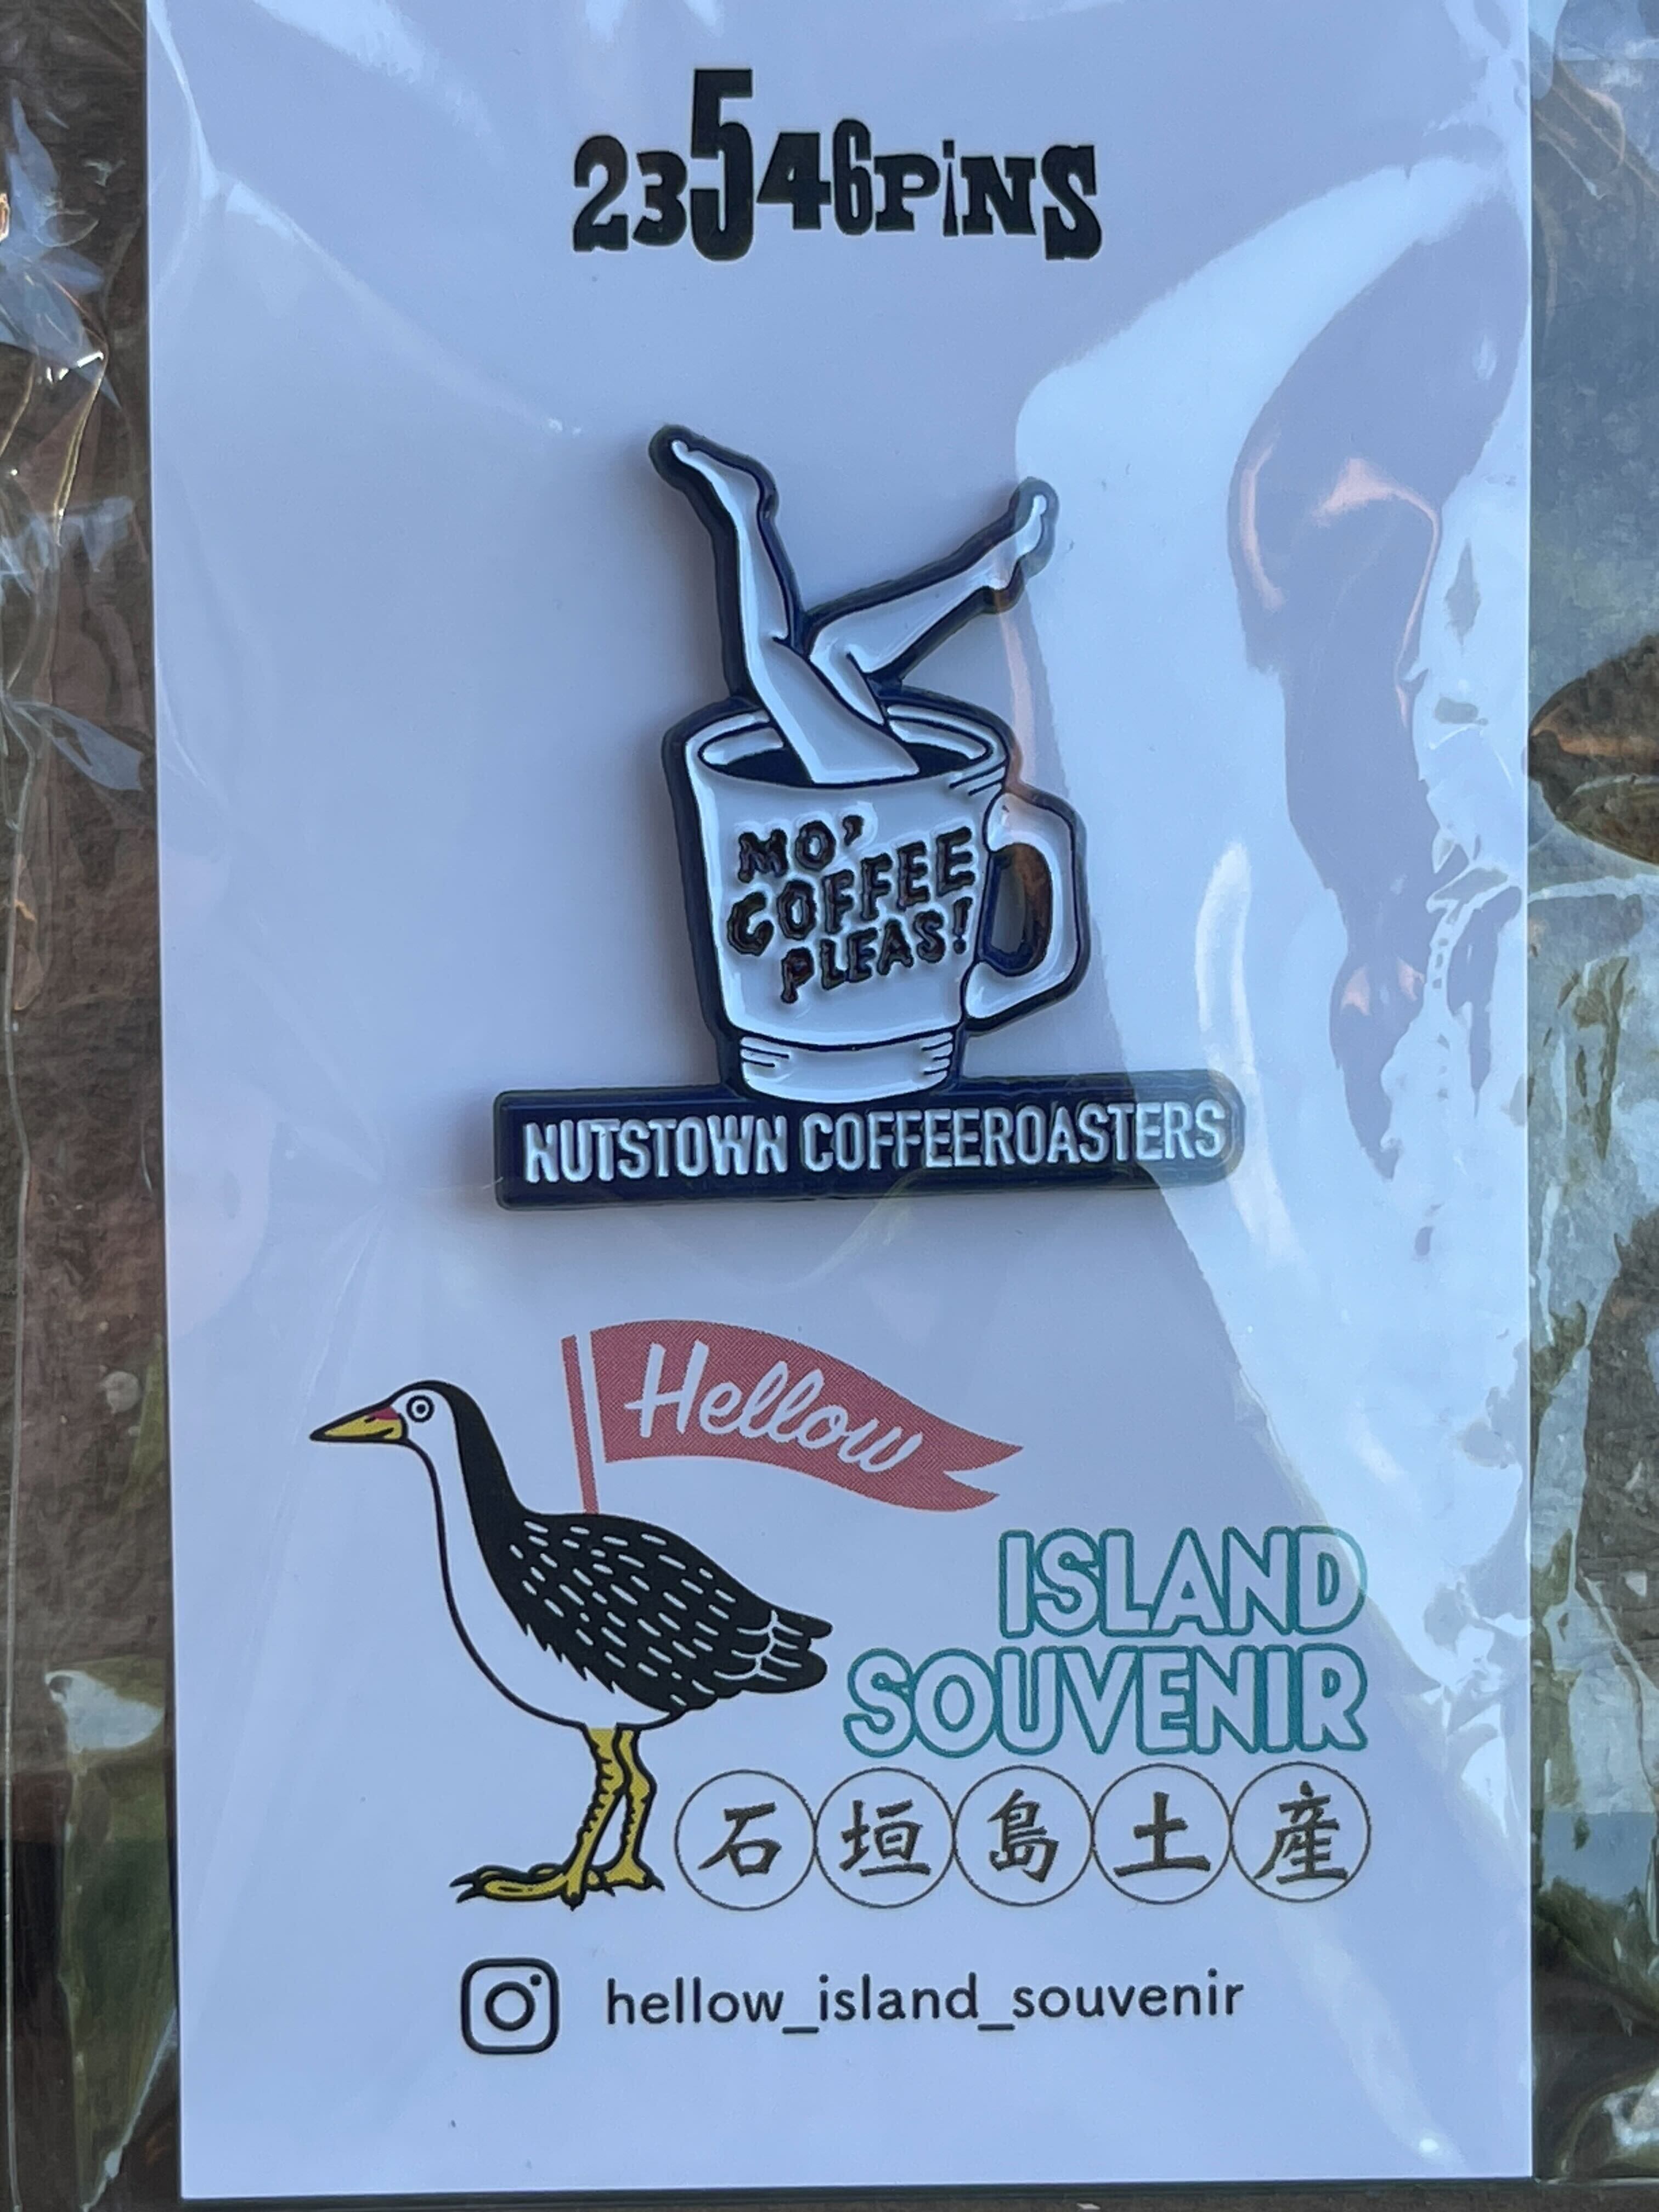 23546PiNS
MO'
COFFEE
PLEAS!
NUTSTOWN COFFEEROASTERS
Hellow
ISLAND
SOUVENIR
石垣島土産
hellow_island_souvenir